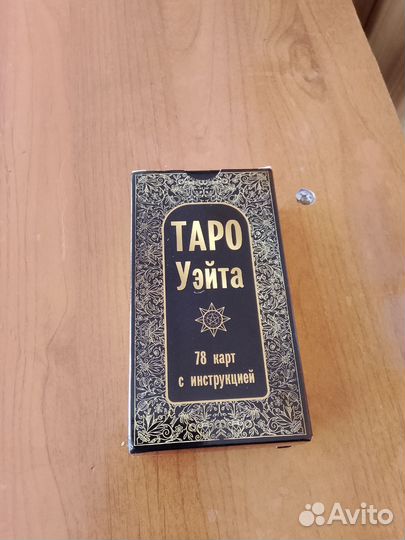 ТАРО
Уэйта
78 карт
с инструкцией
Avito